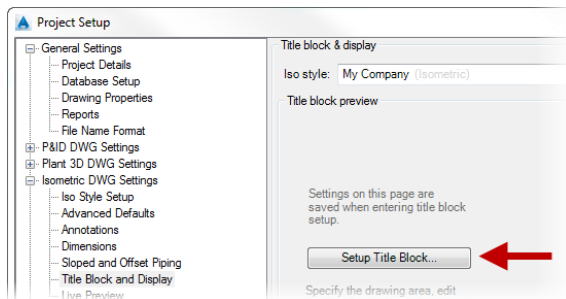 Project Setup
General Settings
Project Details
Database Setup
Drawing Properties
Reports
File Name Format
P&ID DWG Settings
Plant 3D DWG Settings
Isometric DWG Settings
Iso Style Setup
Advanced Defaults
Annotations
Dimensions
Sloped and Offset Piping
Title Block and Display
Live Preview
Title block & display
Iso style: My Company (Isometric)
Title block preview
Settings on this page are
saved when entering title block
setup.
Setup Title Block...
Specify the drawing area, edit